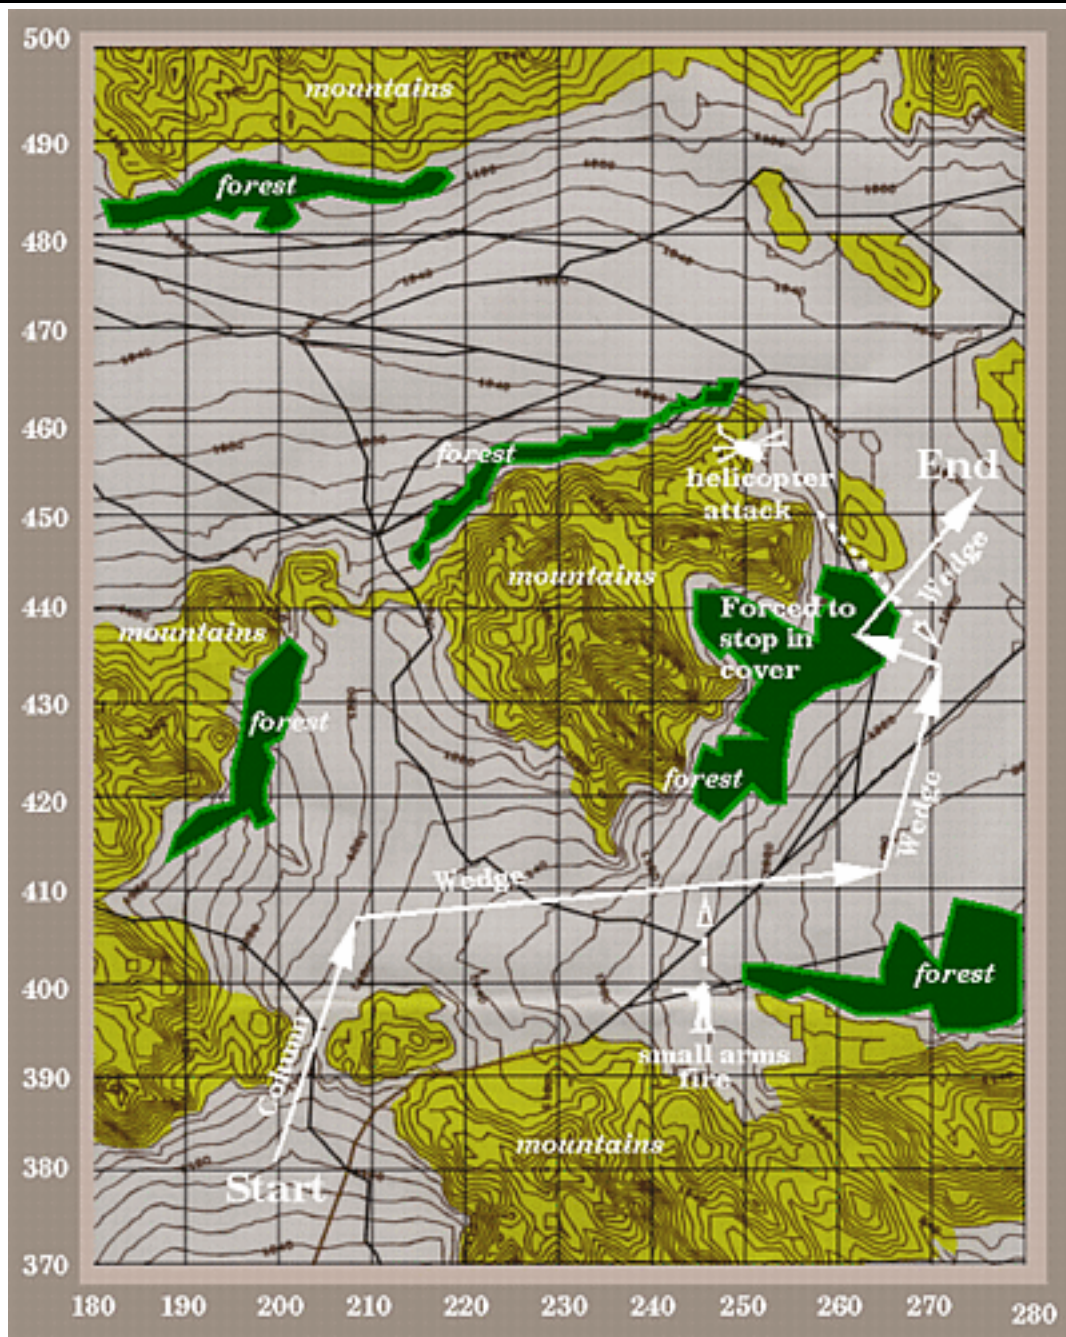 500
mountains
490
forest
480
470
460
forest
End
helicopter
attack
450
mountains
Wedge
440
Forced to
stop in
cover
mountains
430
forest
forest
420
Wedge
Wedge
410
400
forest
Column
small arms
fire
390
mountains
380
Start
370
180 190 200 210 220 230 240 250 260 270 280